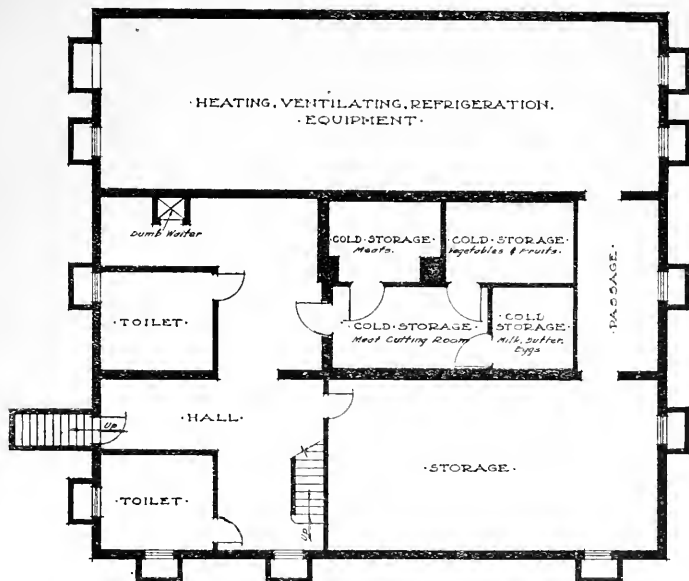 ·HEATING, VENTILATING, REFRIGERATION,
·EQUIPMENT·
Dumb Waiter
·COLD·STORAGE·
Meats.
·COLD·STORAGE·
Vegetables & Fruits.
·TOILET·
·COLD·STORAGE·
Meat Cutting Room
·COLD
STORAGE·
Milk, Butter,
Eggs
·PASSAGE·
·HALL·
UP
·STORAGE·
·TOILET·
UP